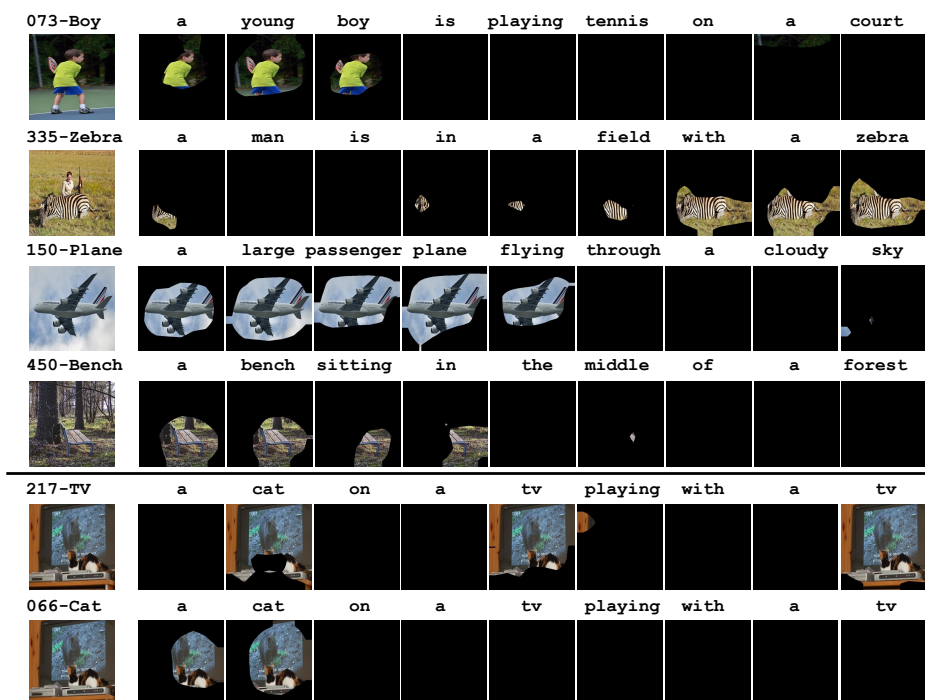 073-Boy a young boy is playing tennis on a court
335-Zebra a man is in a field with a zebra
150-Plane a large passenger plane flying through a cloudy sky
450-Bench a bench sitting in the middle of a forest
217-TV a cat on a tv playing with a tv
066-Cat a cat on a tv playing with a tv